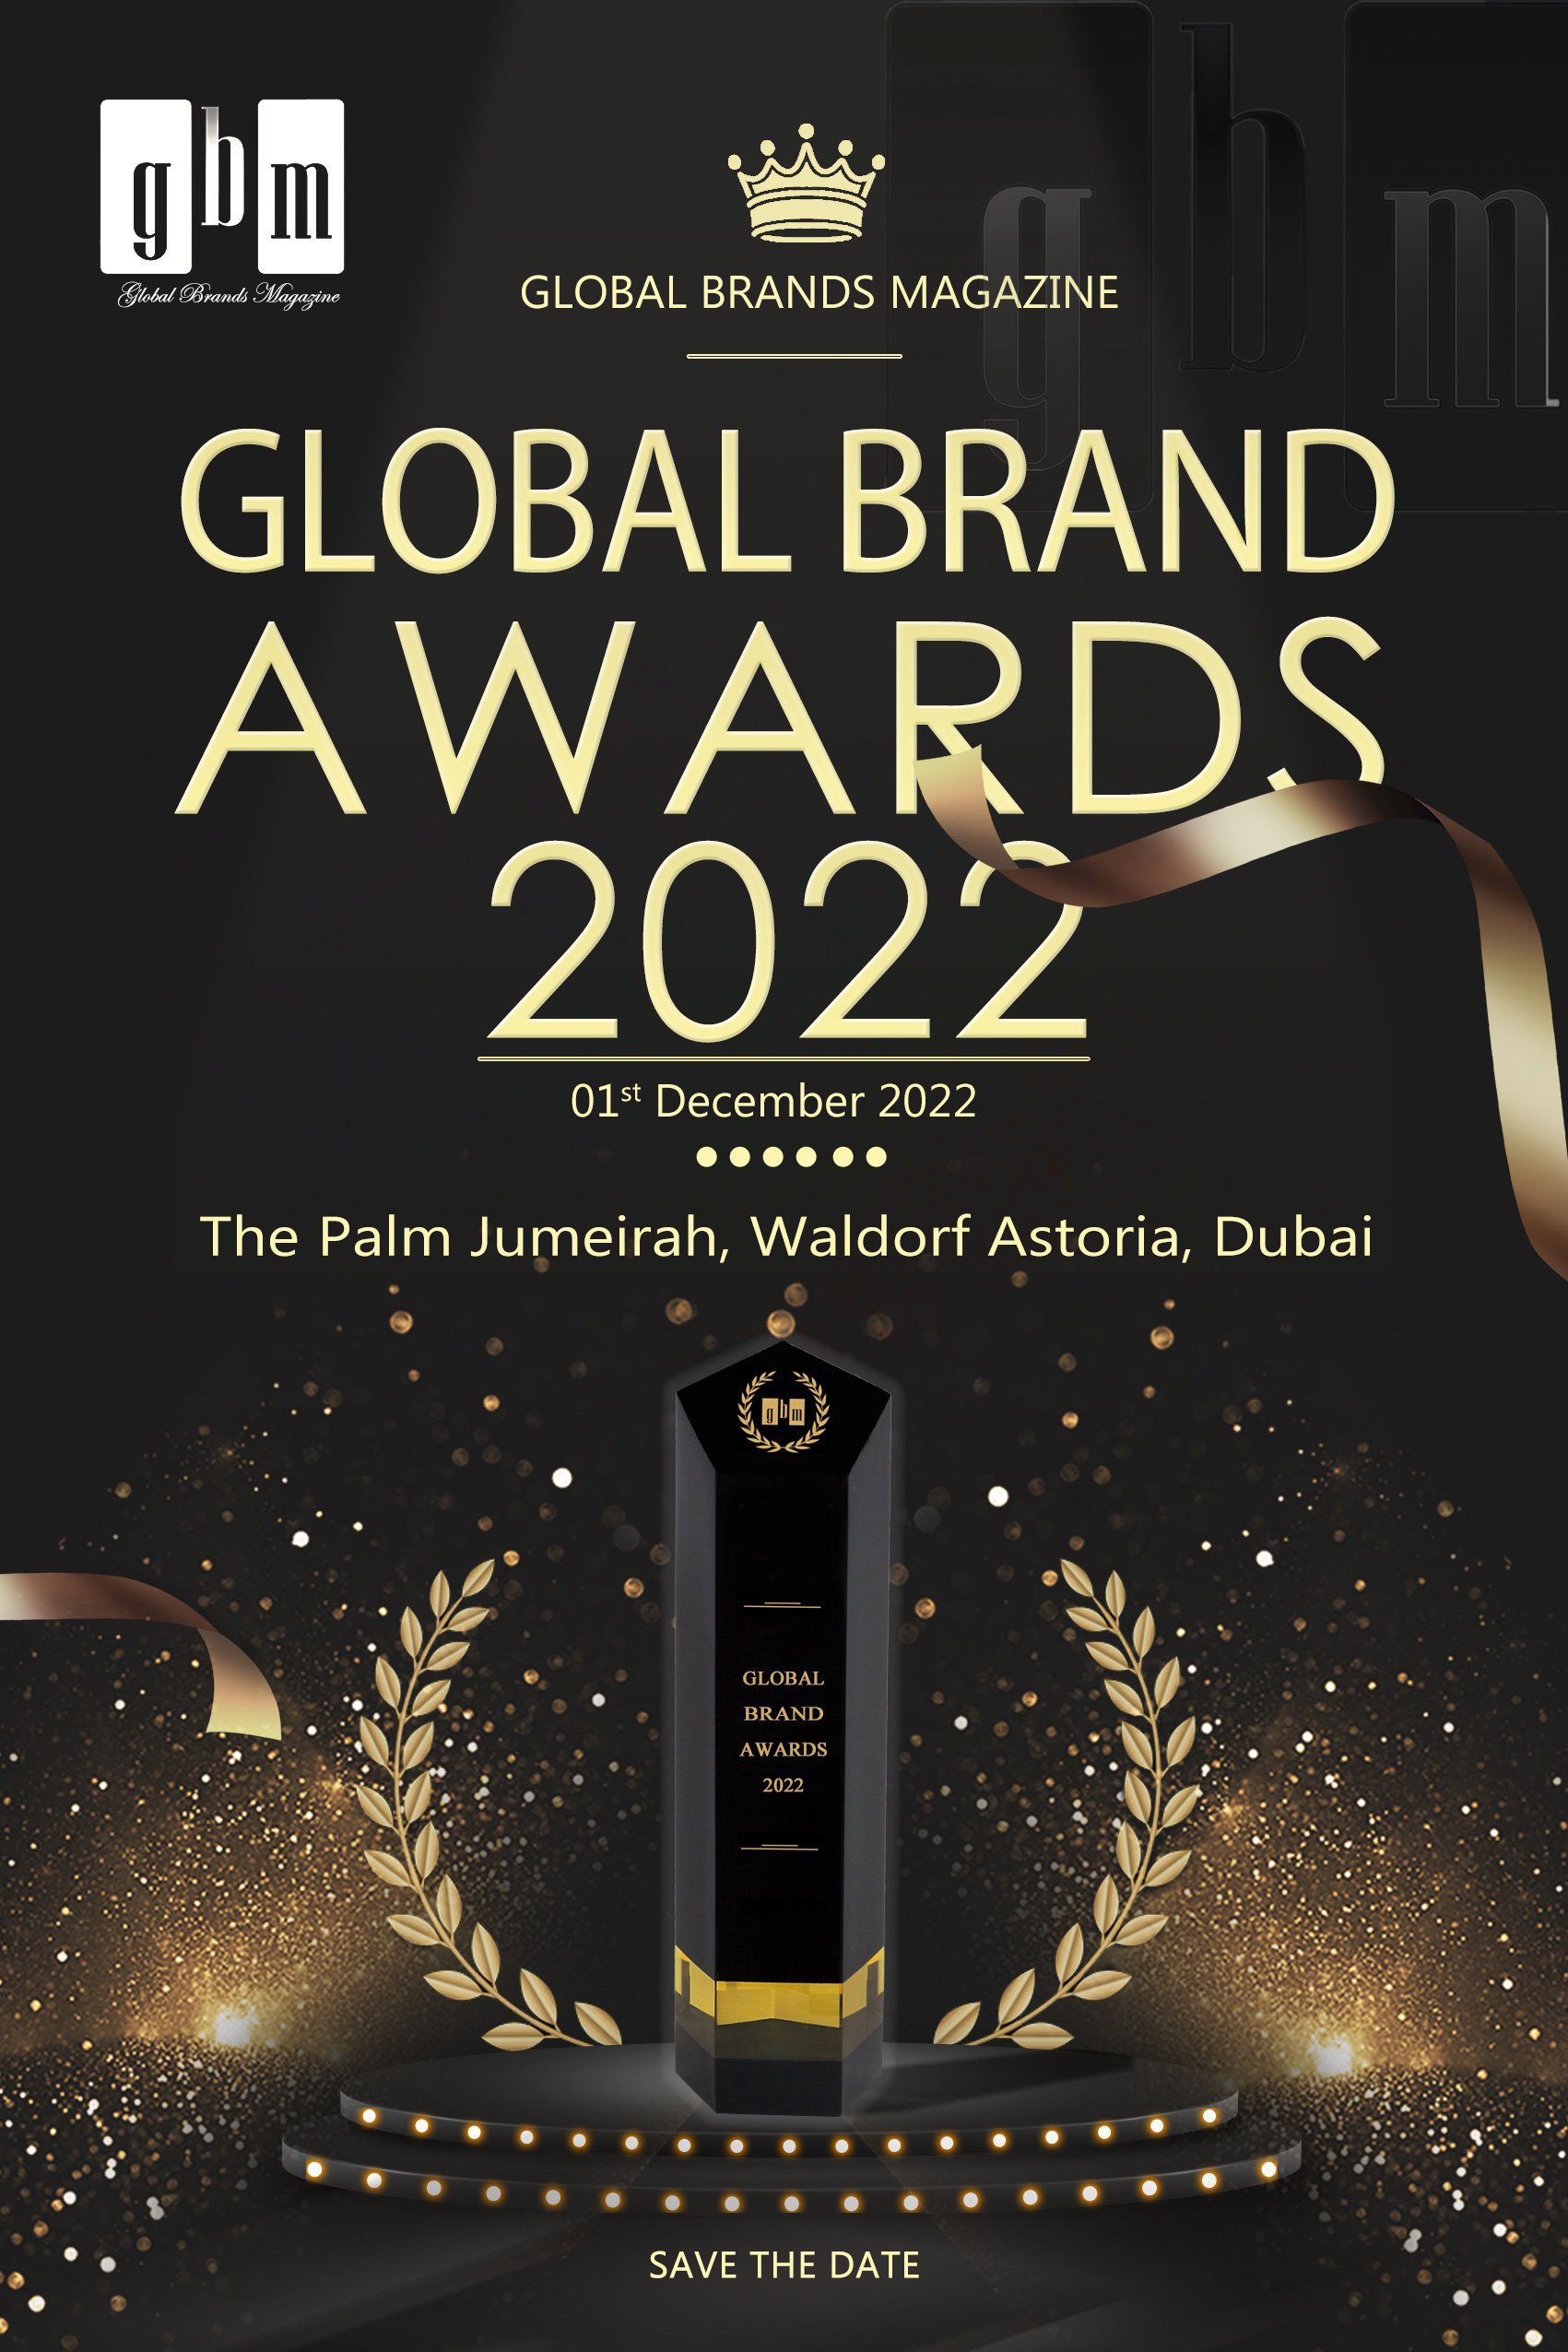 gbm
Global Brands Magazine
gbm
GLOBAL BRANDS MAGAZINE
GLOBAL BRAND
AWARDS
2022
01st December 2022
The Palm Jumeirah, Waldorf Astoria, Dubai
gbm
GLOBAL
BRAND
AWARDS
2022
SAVE THE DATE